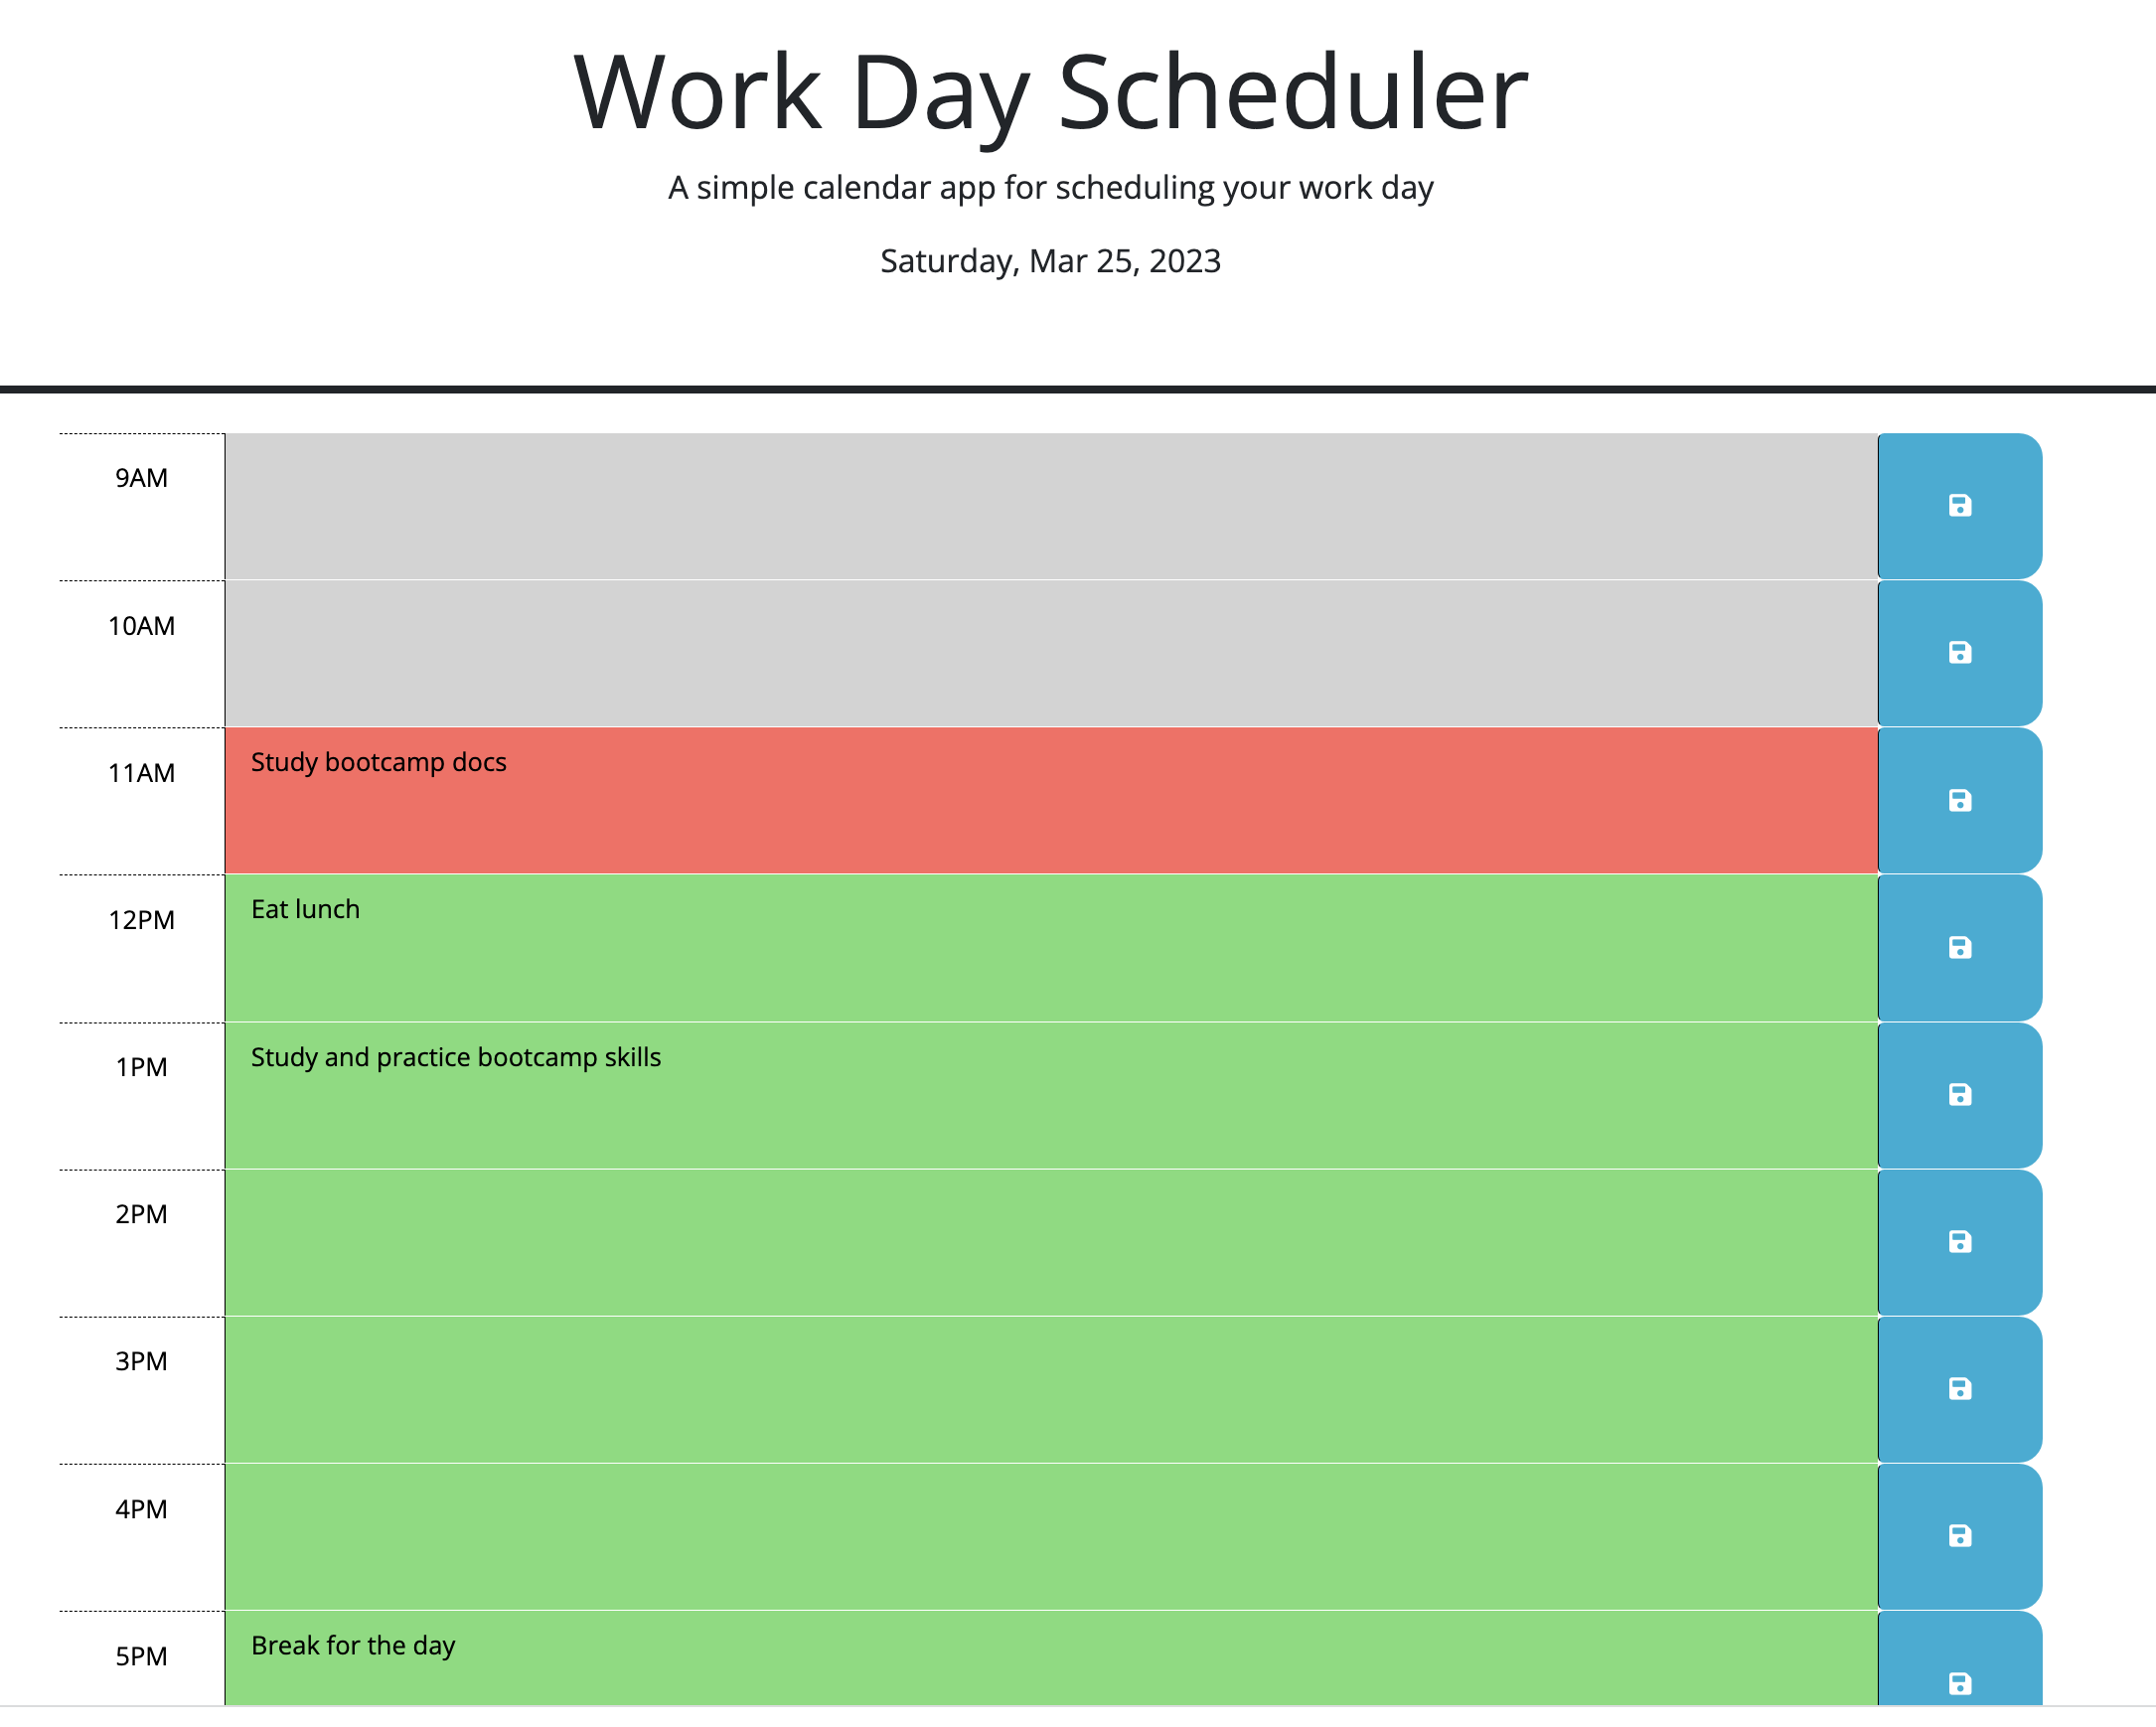 Work Day Scheduler
A simple calendar app for scheduling your work day
Saturday, Mar 25, 2023
9AM
10AM
11AM
Study bootcamp docs
12PM
Eat lunch
1PM
Study and practice bootcamp skills
2PM
3PM
4PM
5PM
Break for the day